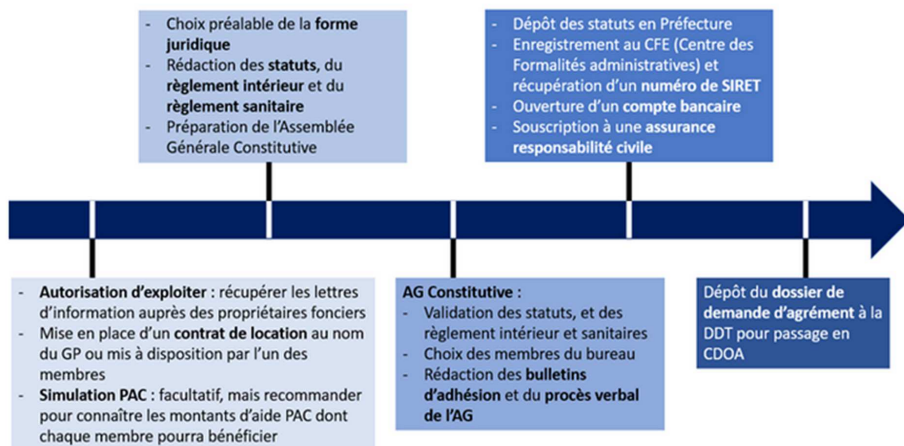 - Choix préalable de la forme
juridique
- Rédaction des statuts, du
règlement intérieur et du
règlement sanitaire
- Préparation de l'Assemblée
Générale Constitutive
- Dépôt des statuts en Préfecture
- Enregistrement au CFE (Centre des
Formalités administratives) et
récupération d'un numéro de SIRET
- Ouverture d'un compte bancaire
- Souscription à une assurance
responsabilité civile
- Autorisation d'exploiter : récupérer les lettres
d'information auprès des propriétaires fonciers
- Mise en place d'un contrat de location au nom
du GP ou mis à disposition par l'un des
membres
- Simulation PAC : facultatif, mais recommander
pour connaître les montants d'aide PAC dont
chaque membre pourra bénéficier
AG Constitutive :
- Validation des statuts, et des
règlement intérieur et sanitaires
- Choix des membres du bureau
- Rédaction des bulletins
d'adhésion et du procès verbal
de l'AG
Dépôt du dossier de
demande d'agrément à la
DDT pour passage en
CDOA